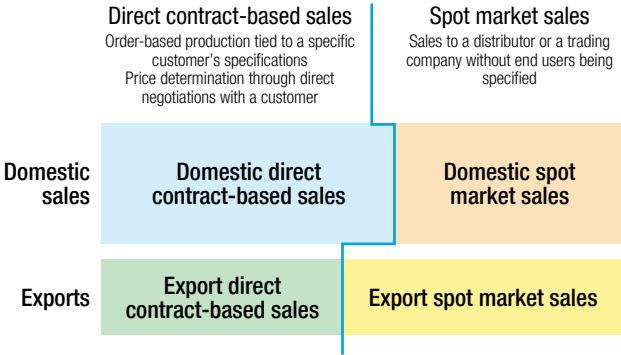 Direct contract-based sales
Order-based production tied to a specific
customer's specifications
Price determination through direct
negotiations with a customer
Spot market sales
Sales to a distributor or a trading
company without end users being
specified
Domestic
sales
Domestic direct
contract-based sales
Domestic spot
market sales
Exports
Export direct
contract-based sales
Export spot market sales